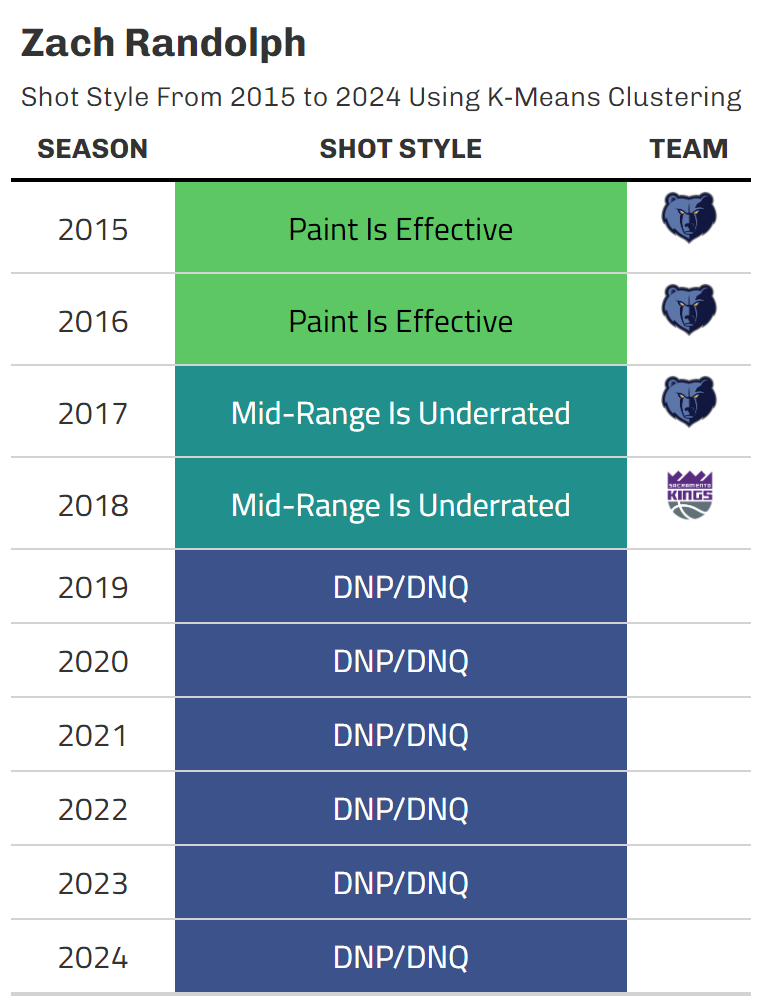 Zach Randolph
Shot Style From 2015 to 2024 Using K-Means Clustering
SEASON SHOT STYLE TEAM
2015 Paint Is Effective
2016 Paint Is Effective
2017 Mid-Range Is Underrated
2018 Mid-Range Is Underrated SACRAMENTO KINGS
2019 DNP/DNQ
2020 DNP/DNQ
2021 DNP/DNQ
2022 DNP/DNQ
2023 DNP/DNQ
2024 DNP/DNQ